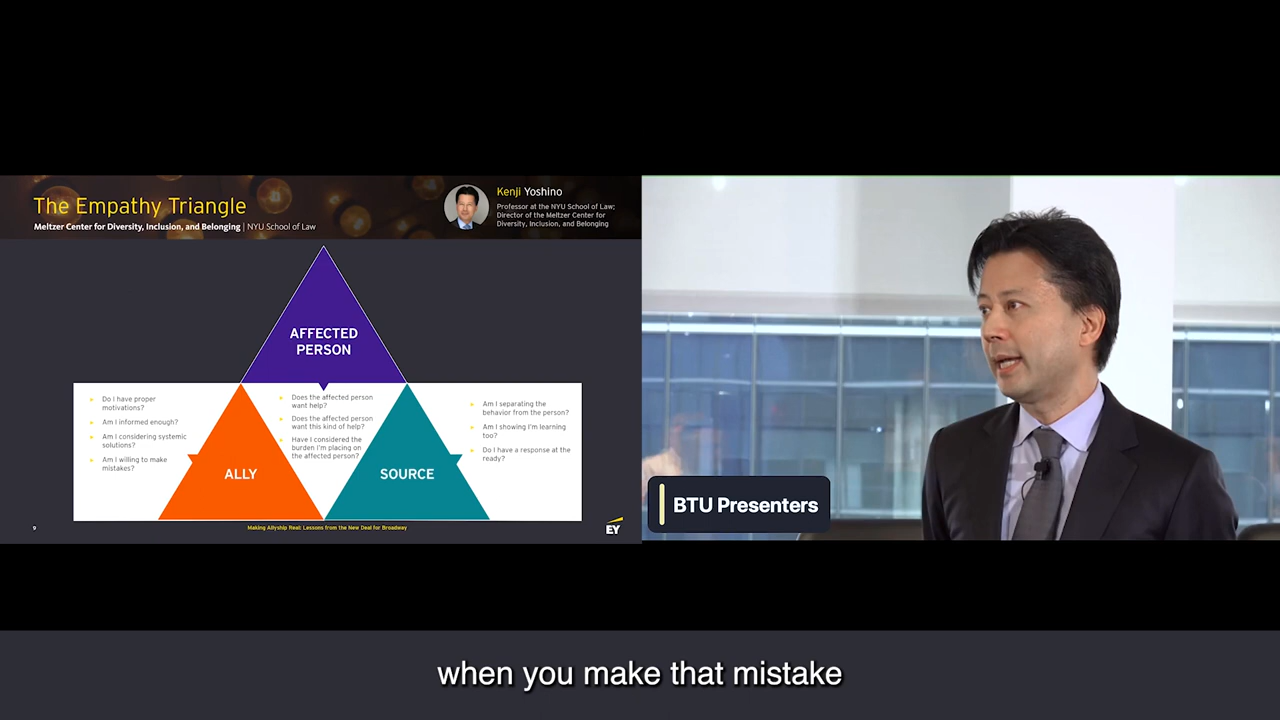 The Empathy Triangle
Meltzer Center for Diversity, Inclusion, and Belonging | NYU School of Law
Kenji Yoshino
Professor at the NYU School of Law;
Director of the Meltzer Center for
Diversity, Inclusion, and Belonging
AFFECTED
PERSON
Do I have proper
motivations?
Am I informed enough?
Am I considering systemic
solutions?
Am I willing to make
mistakes?
ALLY
Does the affected person
want help?
Does the affected person
want this kind of help?
Have I considered the
burden I'm placing on
the affected person?
SOURCE
Am I separating the
behavior from the person?
Am I showing I'm learning
too?
Do I have a response at the
ready?
9
Making Allyship Real: Lessons from the New Deal for Broadway
EY
BTU Presenters
when you make that mistake